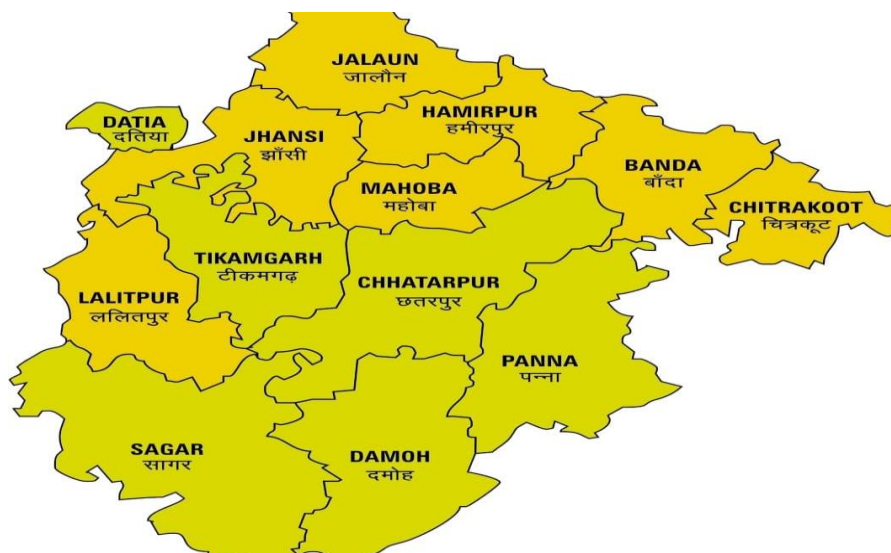 JALAUN
जालौन
HAMIRPUR
हमीरपुर
DATIA
दतिया
JHANSI
झाँसी
BANDA
बाँदा
MAHOBA
महोबा
CHITRAKOOT
चित्रकूट
TIKAMGARH
टीकमगढ़
CHHATARPUR
छतरपुर
LALITPUR
ललितपुर
PANNA
पन्ना
SAGAR
सागर
DAMOH
दमोह